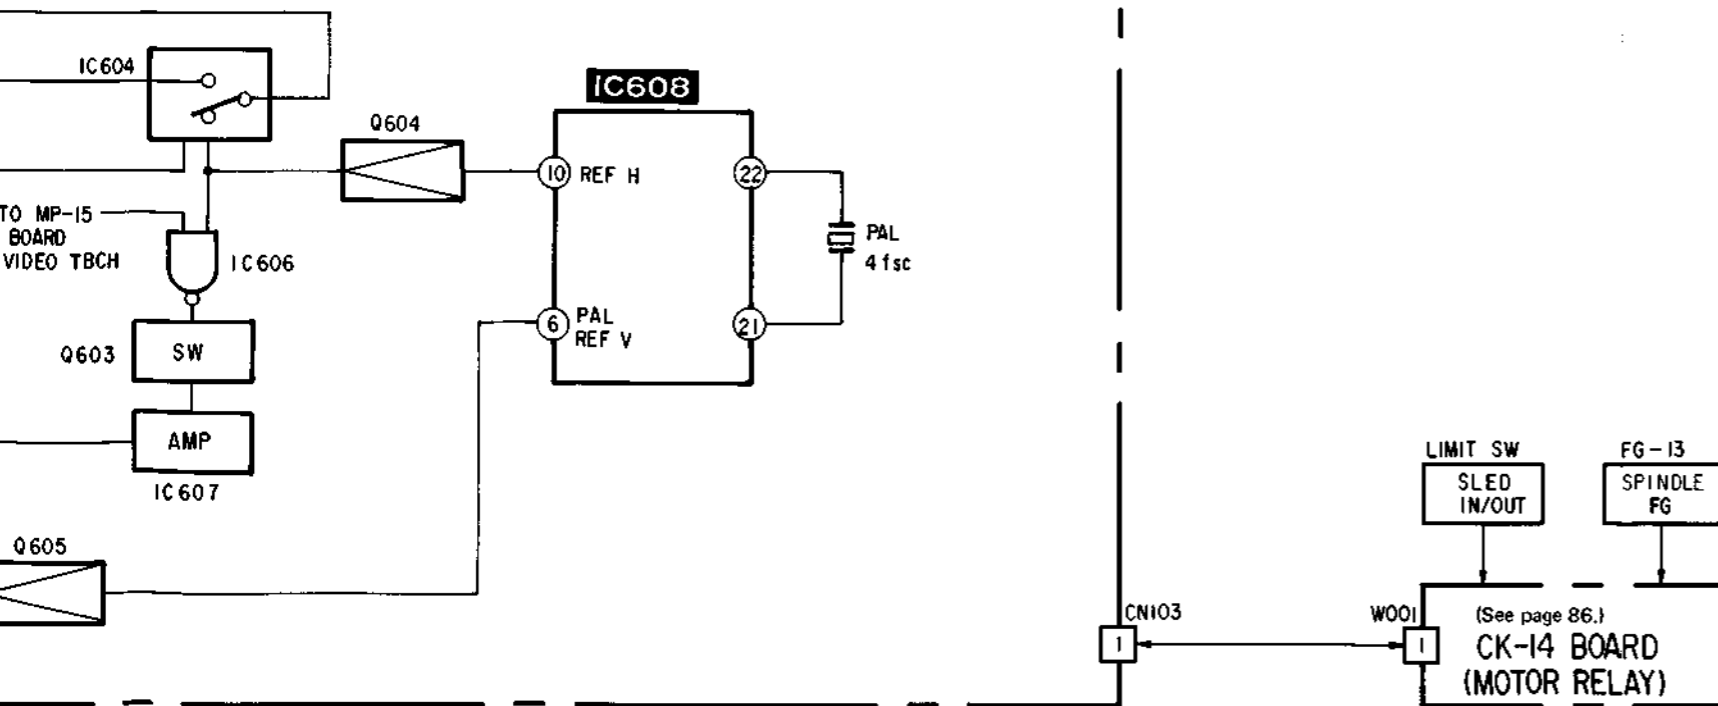 IC604
IC608
Q604
10 REF H
22
TO MP-15
BOARD
VIDEO TBCH
IC606
PAL
4fsc
6 PAL
REF V
21
Q603
SW
AMP
IC607
LIMIT SW
SLED
IN/OUT
FG-13
SPINDLE
FG
Q605
CN103
1
W001
1
(See page 86.)
CK-14 BOARD
(MOTOR RELAY)